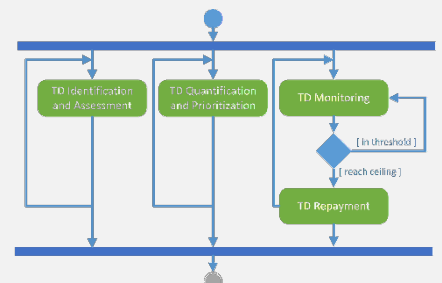 TD Identification
and Assessment
TD Quantification
and Prioritization
TD Monitoring
[ in threshold ]
[ reach ceiling ]
TD Repayment